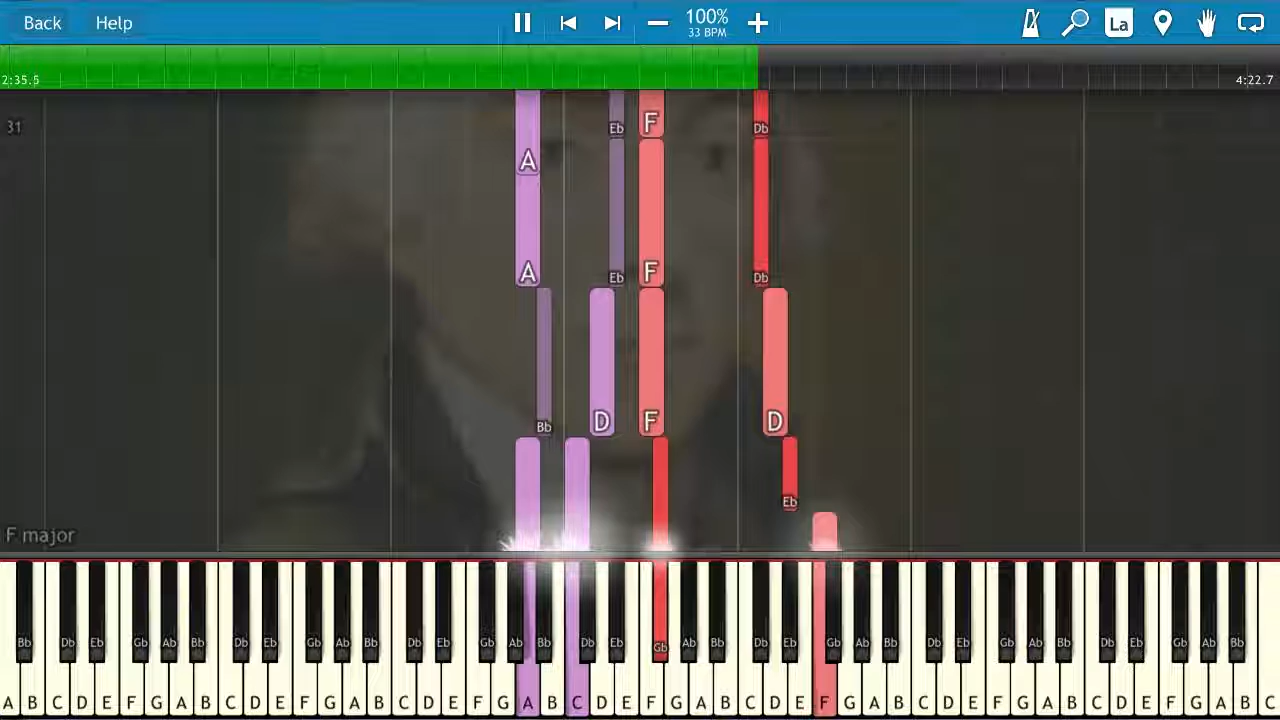 Back Help 100% La
33 BPM
2:35.5 4:22.7
31 Eb F Db
A
A Eb F Db
Bb D F D
Eb
F major
Bb Db Eb Gb Ab Bb Db Eb Gb Ab Bb Db Eb Gb Ab Bb Db Eb Gb Ab Bb Db Eb Gb Ab Bb Db Eb Gb Ab Bb Db Eb Gb Ab Bb
A B C D E F G A B C D E F G A B C D E F G A B C D E F G A B C D E F G A B C D E F G A B C D E F G A B C